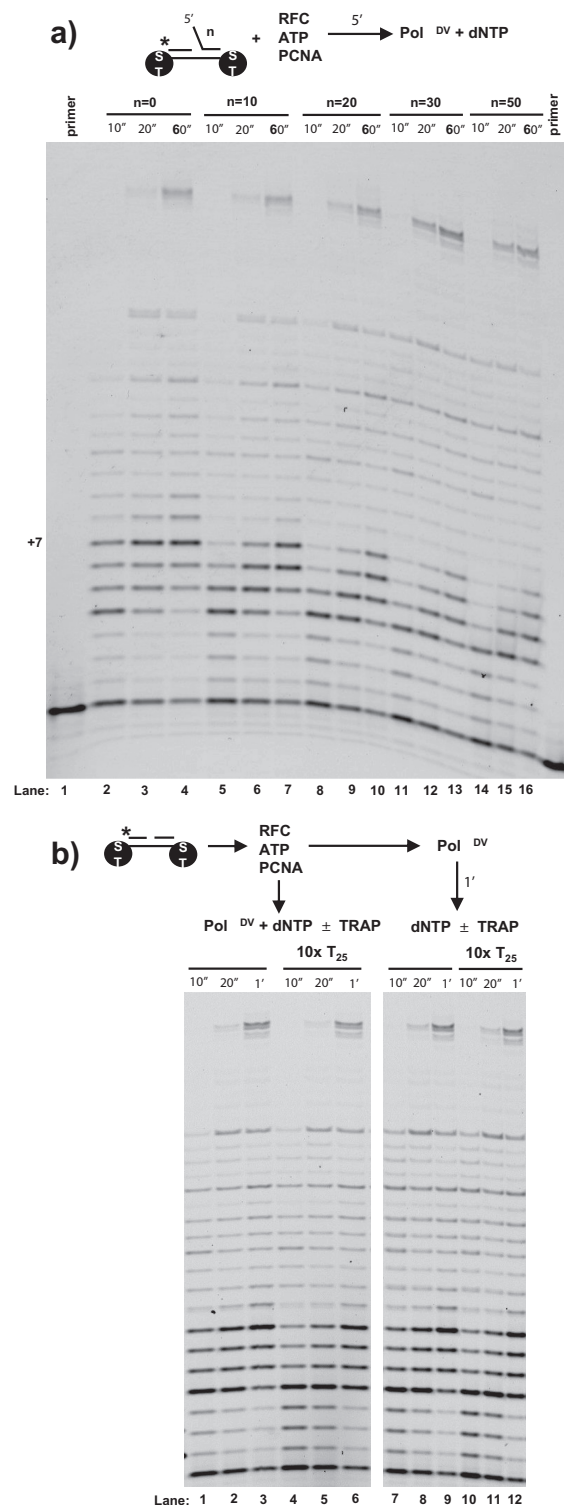 a)
5′ n
* S T S T
+ RFC ATP PCNA
5′
Pol DV + dNTP
primer n=0 n=10 n=20 n=30 n=50 primer
10″ 20″ 60″ 10″ 20″ 60″ 10″ 20″ 60″ 10″ 20″ 60″ 10″ 20″ 60″
+7
Lane: 1 2 3 4 5 6 7 8 9 10 11 12 13 14 15 16
b)
* S T S T
RFC ATP PCNA
Pol DV
1′
Pol DV + dNTP ± TRAP dNTP ± TRAP
10x T25 10x T25
10″ 20″ 1′ 10″ 20″ 1′ 10″ 20″ 1′ 10″ 20″ 1′
Lane: 1 2 3 4 5 6 7 8 9 10 11 12